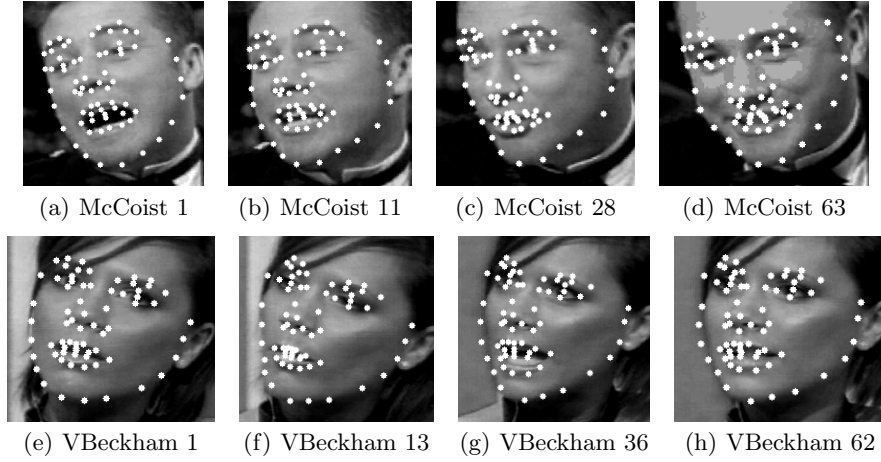 (a) McCoist 1
(b) McCoist 11
(c) McCoist 28
(d) McCoist 63
(e) VBeckham 1
(f) VBeckham 13
(g) VBeckham 36
(h) VBeckham 62